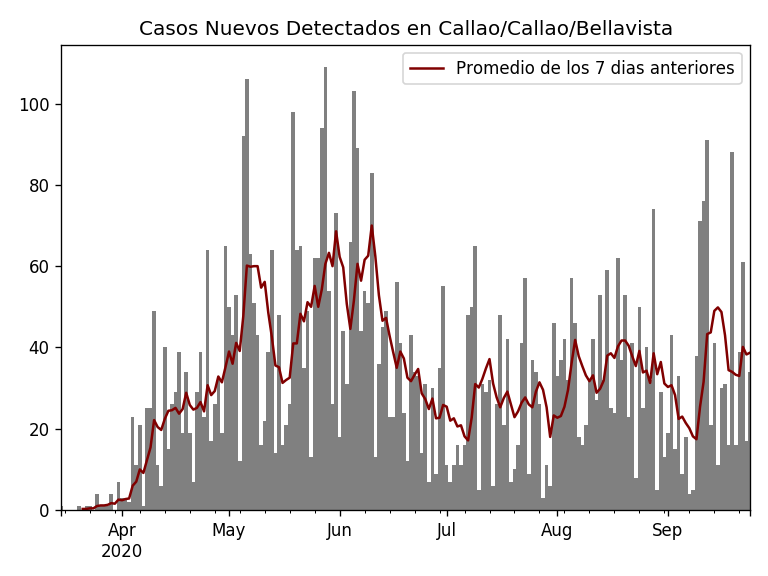 Casos Nuevos Detectados en Callao/Callao/Bellavista
Promedio de los 7 dias anteriores
100
80
60
40
20
0
Apr May Jun Jul Aug Sep
2020